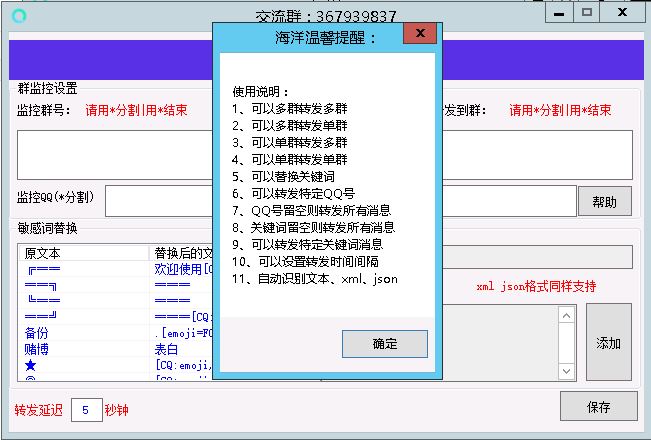 交流群：367939837
海洋温馨提醒：
群监控设置
监控群号： 请用*分割|用*结束
发到群： 请用*分割|用*结束
使用说明：
1、可以多群转发多群
2、可以多群转发单群
3、可以单群转发多群
4、可以单群转发单群
5、可以替换关键词
6、可以转发特定QQ号
7、QQ号留空则转发所有消息
8、关键词留空则转发所有消息
9、可以转发特定关键词消息
10、可以设置转发时间间隔
11、自动识别文本、xml、json
确定
监控QQ(*分割)
帮助
敏感词替换
原文本 替换后的文
╔══ 欢迎使用[C
══╗ ═══
╚══ ═══
══╝ ═══[CQ:
备份 .[emoji=F0
赌博 表白
★ [CQ:emoji,
xml json格式同样支持
添加
转发延迟 5 秒钟
保存